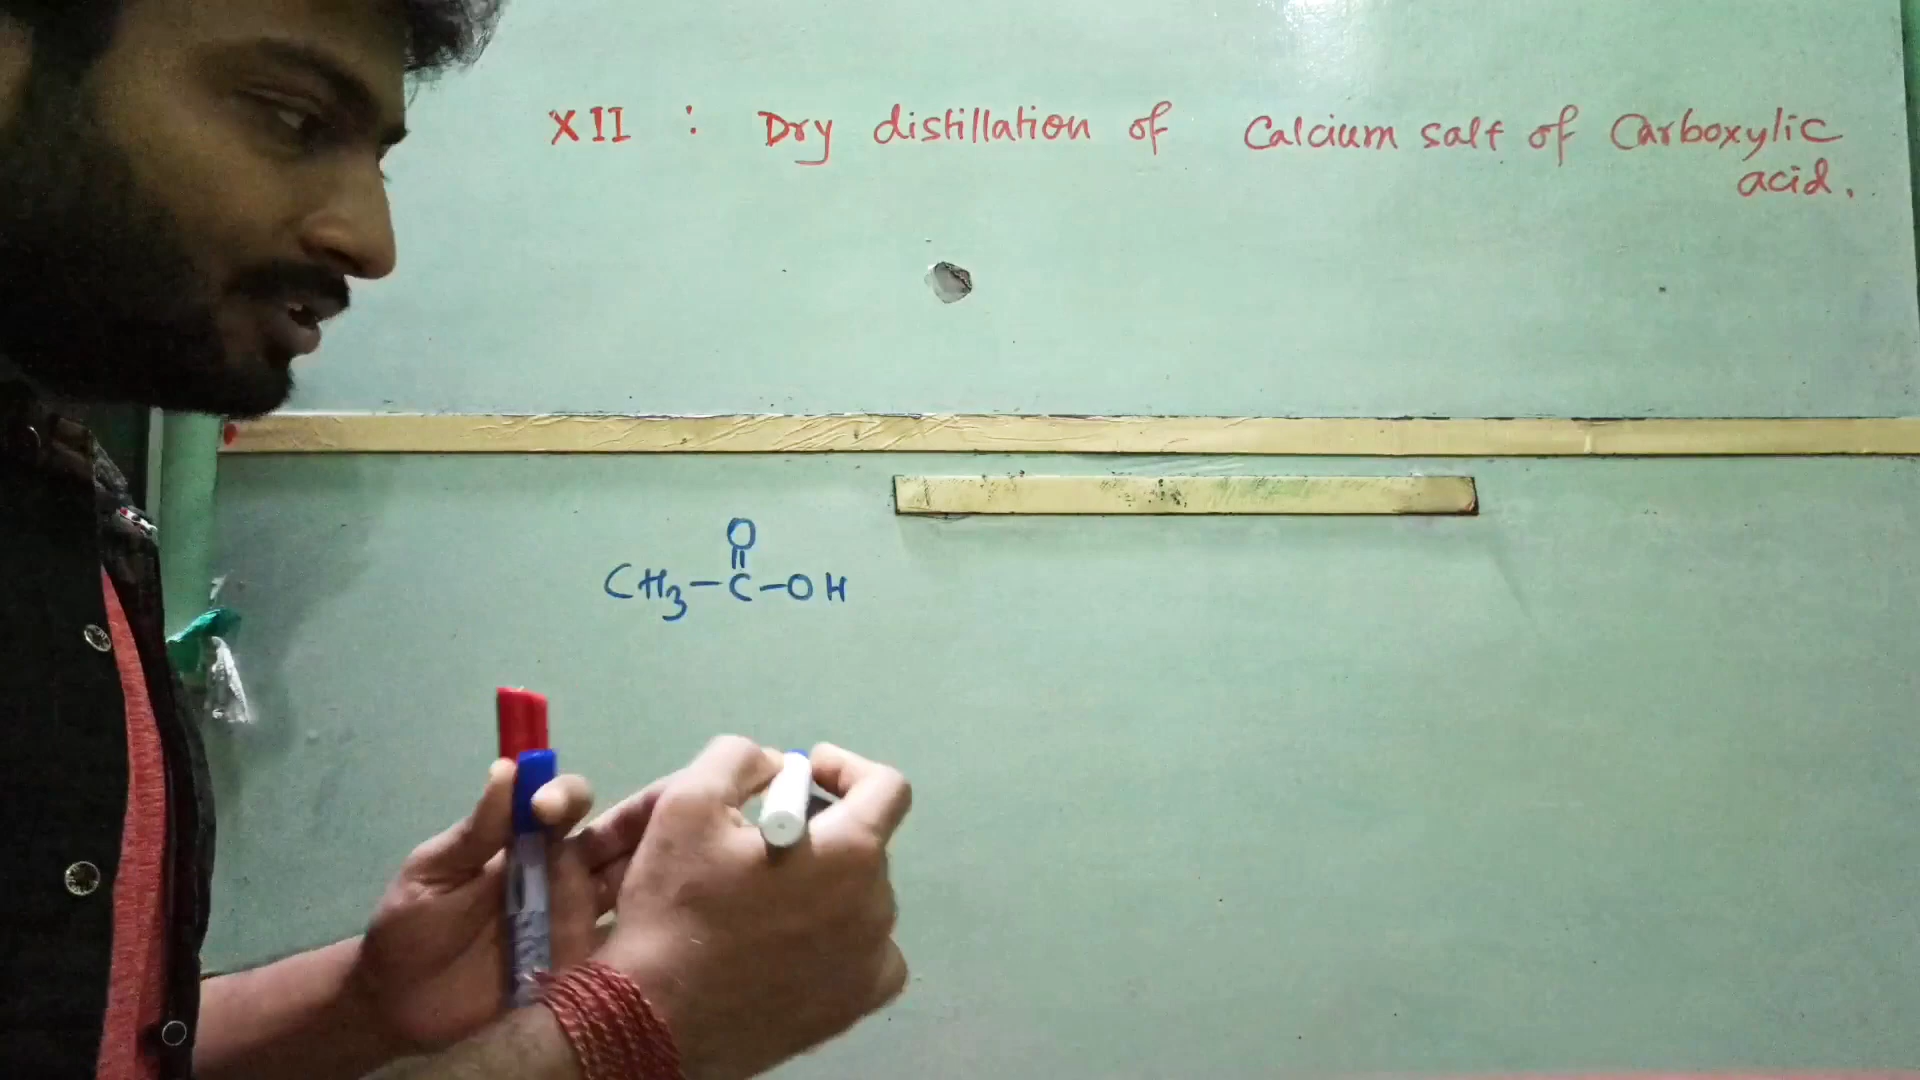 XII : Dry distillation of Calcium salt of Carboxylic
acid.
O
CH3-C-OH